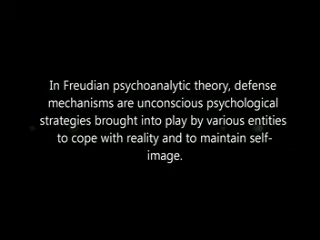 In Freudian psychoanalytic theory, defense
mechanisms are unconscious psychological
strategies brought into play by various entities
to cope with reality and to maintain self-
image.